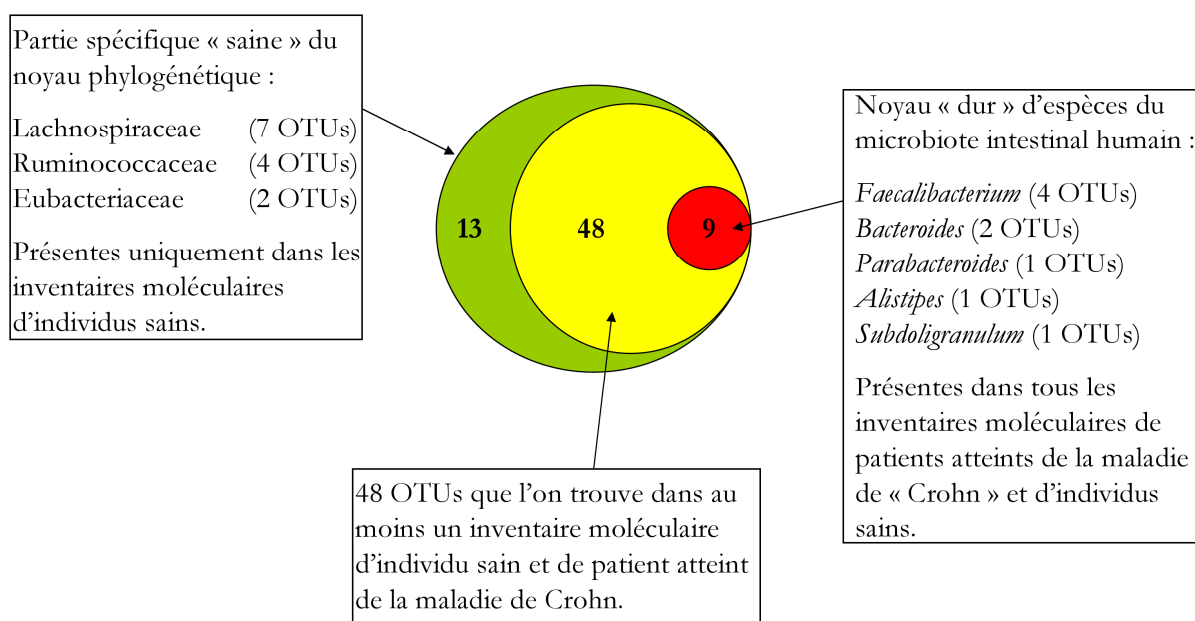 Partie spécifique « saine » du
noyau phylogénétique :
Lachnospiraceae (7 OTUs)
Ruminococcaceae (4 OTUs)
Eubacteriaceae (2 OTUs)
Présentes uniquement dans les
inventaires moléculaires
d'individus sains.
13
48
9
Noyau « dur » d'espèces du
microbiote intestinal humain :
Faecalibacterium (4 OTUs)
Bacteroides (2 OTUs)
Parabacteroides (1 OTUs)
Alistipes (1 OTUs)
Subdoligranulum (1 OTUs)
Présentes dans tous les
inventaires moléculaires de
patients atteints de la maladie
de « Crohn » et d'individus
sains.
48 OTUs que l'on trouve dans au
moins un inventaire moléculaire
d'individu sain et de patient atteint
de la maladie de Crohn.